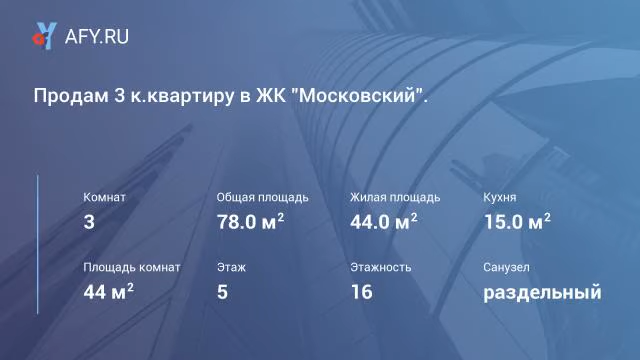 AFY.RU
Продам 3 к.квартиру в ЖК "Московский".
Комнат
3
Общая площадь
78.0 м²
Жилая площадь
44.0 м²
Кухня
15.0 м²
Площадь комнат
44 м²
Этаж
5
Этажность
16
Санузел
раздельный